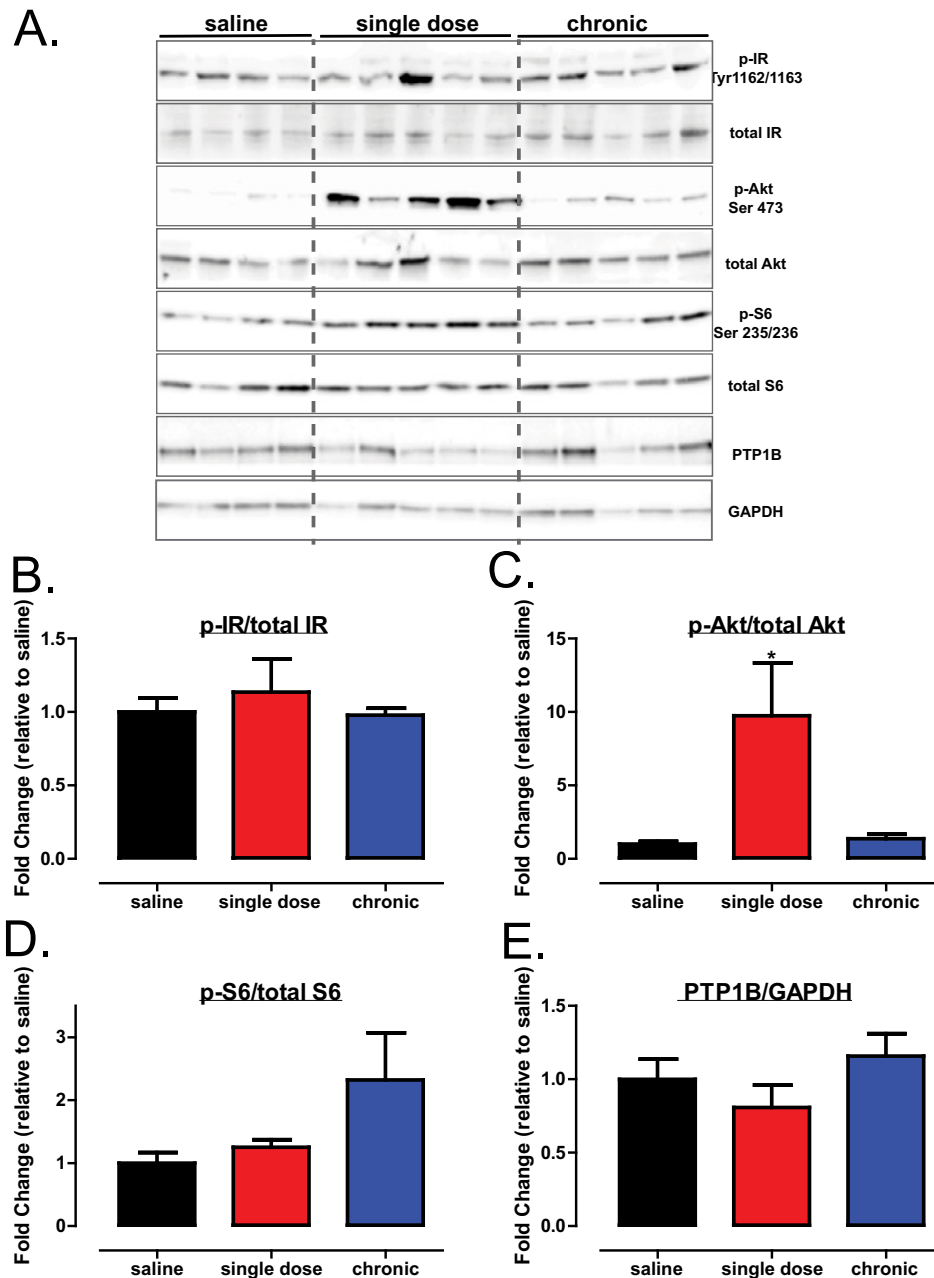 A.
saline single dose chronic
p-IR
Tyr1162/1163
total IR
p-Akt
Ser 473
total Akt
p-S6
Ser 235/236
total S6
PTP1B
GAPDH
B.
p-IR/total IR
Fold Change (relative to saline)
1.5
1.0
0.5
0.0
saline single dose chronic
C.
p-Akt/total Akt
Fold Change (relative to saline)
15
10
5
0
*
saline single dose chronic
D.
p-S6/total S6
Fold Change (relative to saline)
3
2
1
0
saline single dose chronic
E.
PTP1B/GAPDH
Fold Change (relative to saline)
1.5
1.0
0.5
0.0
saline single dose chronic